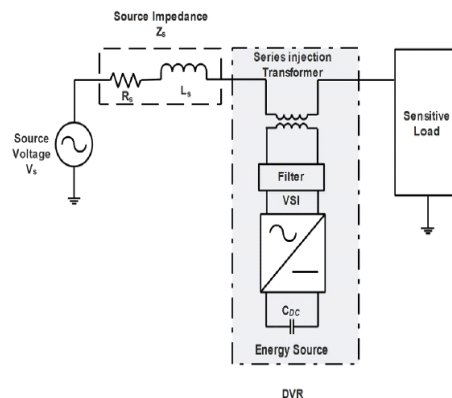 Source Impedance
Zs
Rs
Ls
Series injection
Transformer
Source
Voltage
Vs
Sensitive
Load
Filter
VSI
CDC
Energy Source
DVR